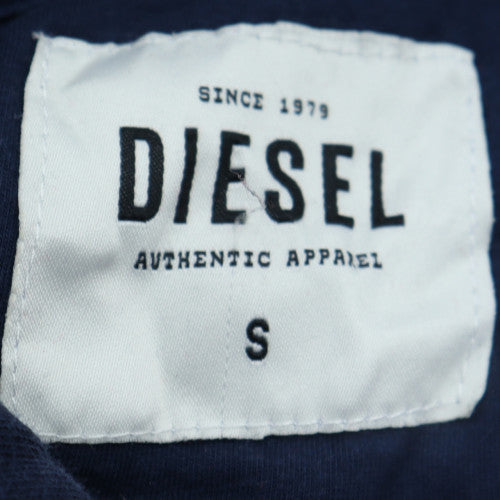 SINCE 1979
DIESEL
AUTHENTIC APPAREL
S